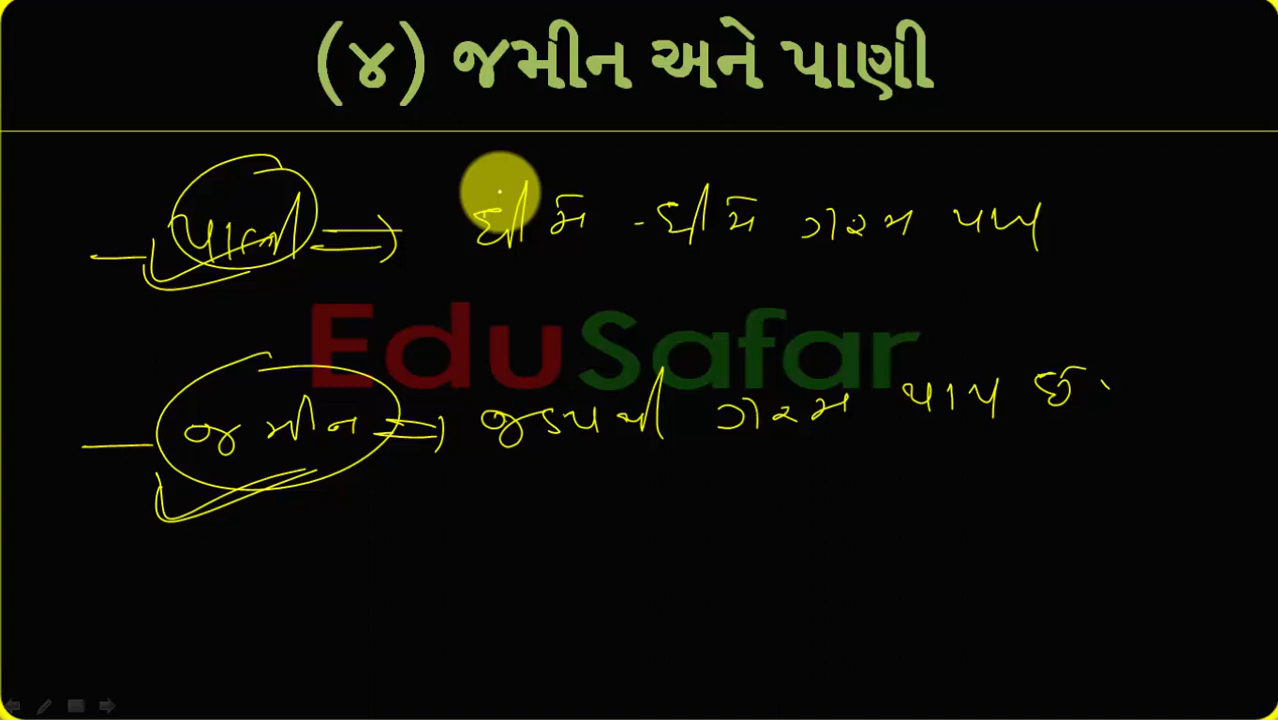 (૪) જમીન અને પાણી
પાણી ⇒ ધીમે - ધીમે ગરમ થાય
EduSafar
જમીન ⇒ જડપથી ગરમ થાય છે.